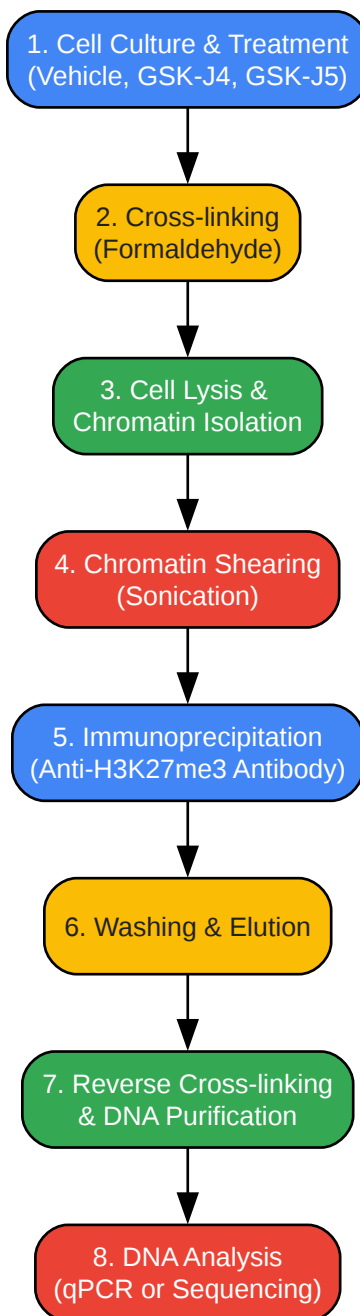 1. Cell Culture & Treatment
(Vehicle, GSK-J4, GSK-J5)
2. Cross-linking
(Formaldehyde)
3. Cell Lysis &
Chromatin Isolation
4. Chromatin Shearing
(Sonication)
5. Immunoprecipitation
(Anti-H3K27me3 Antibody)
6. Washing & Elution
7. Reverse Cross-linking
& DNA Purification
8. DNA Analysis
(qPCR or Sequencing)